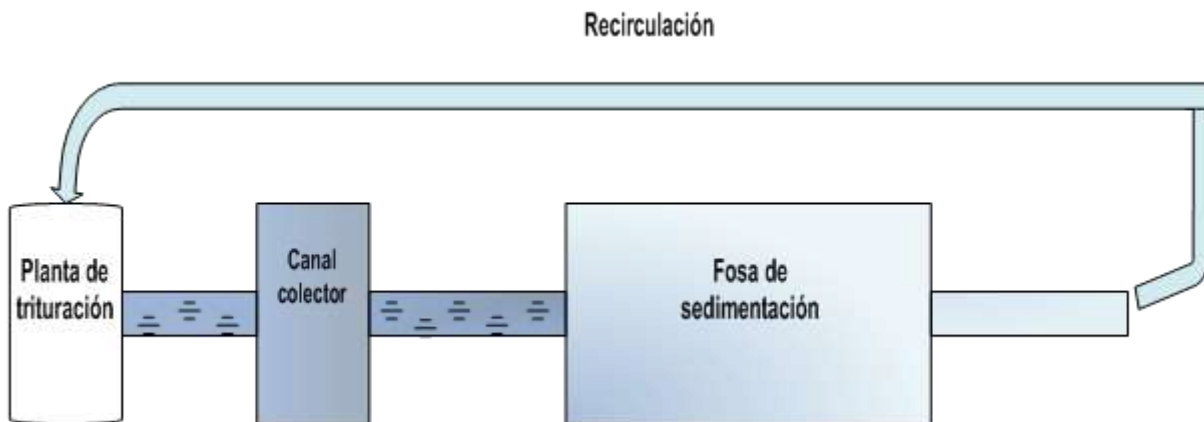 Recirculación
Planta de
trituración
Canal
colector
Fosa de
sedimentación